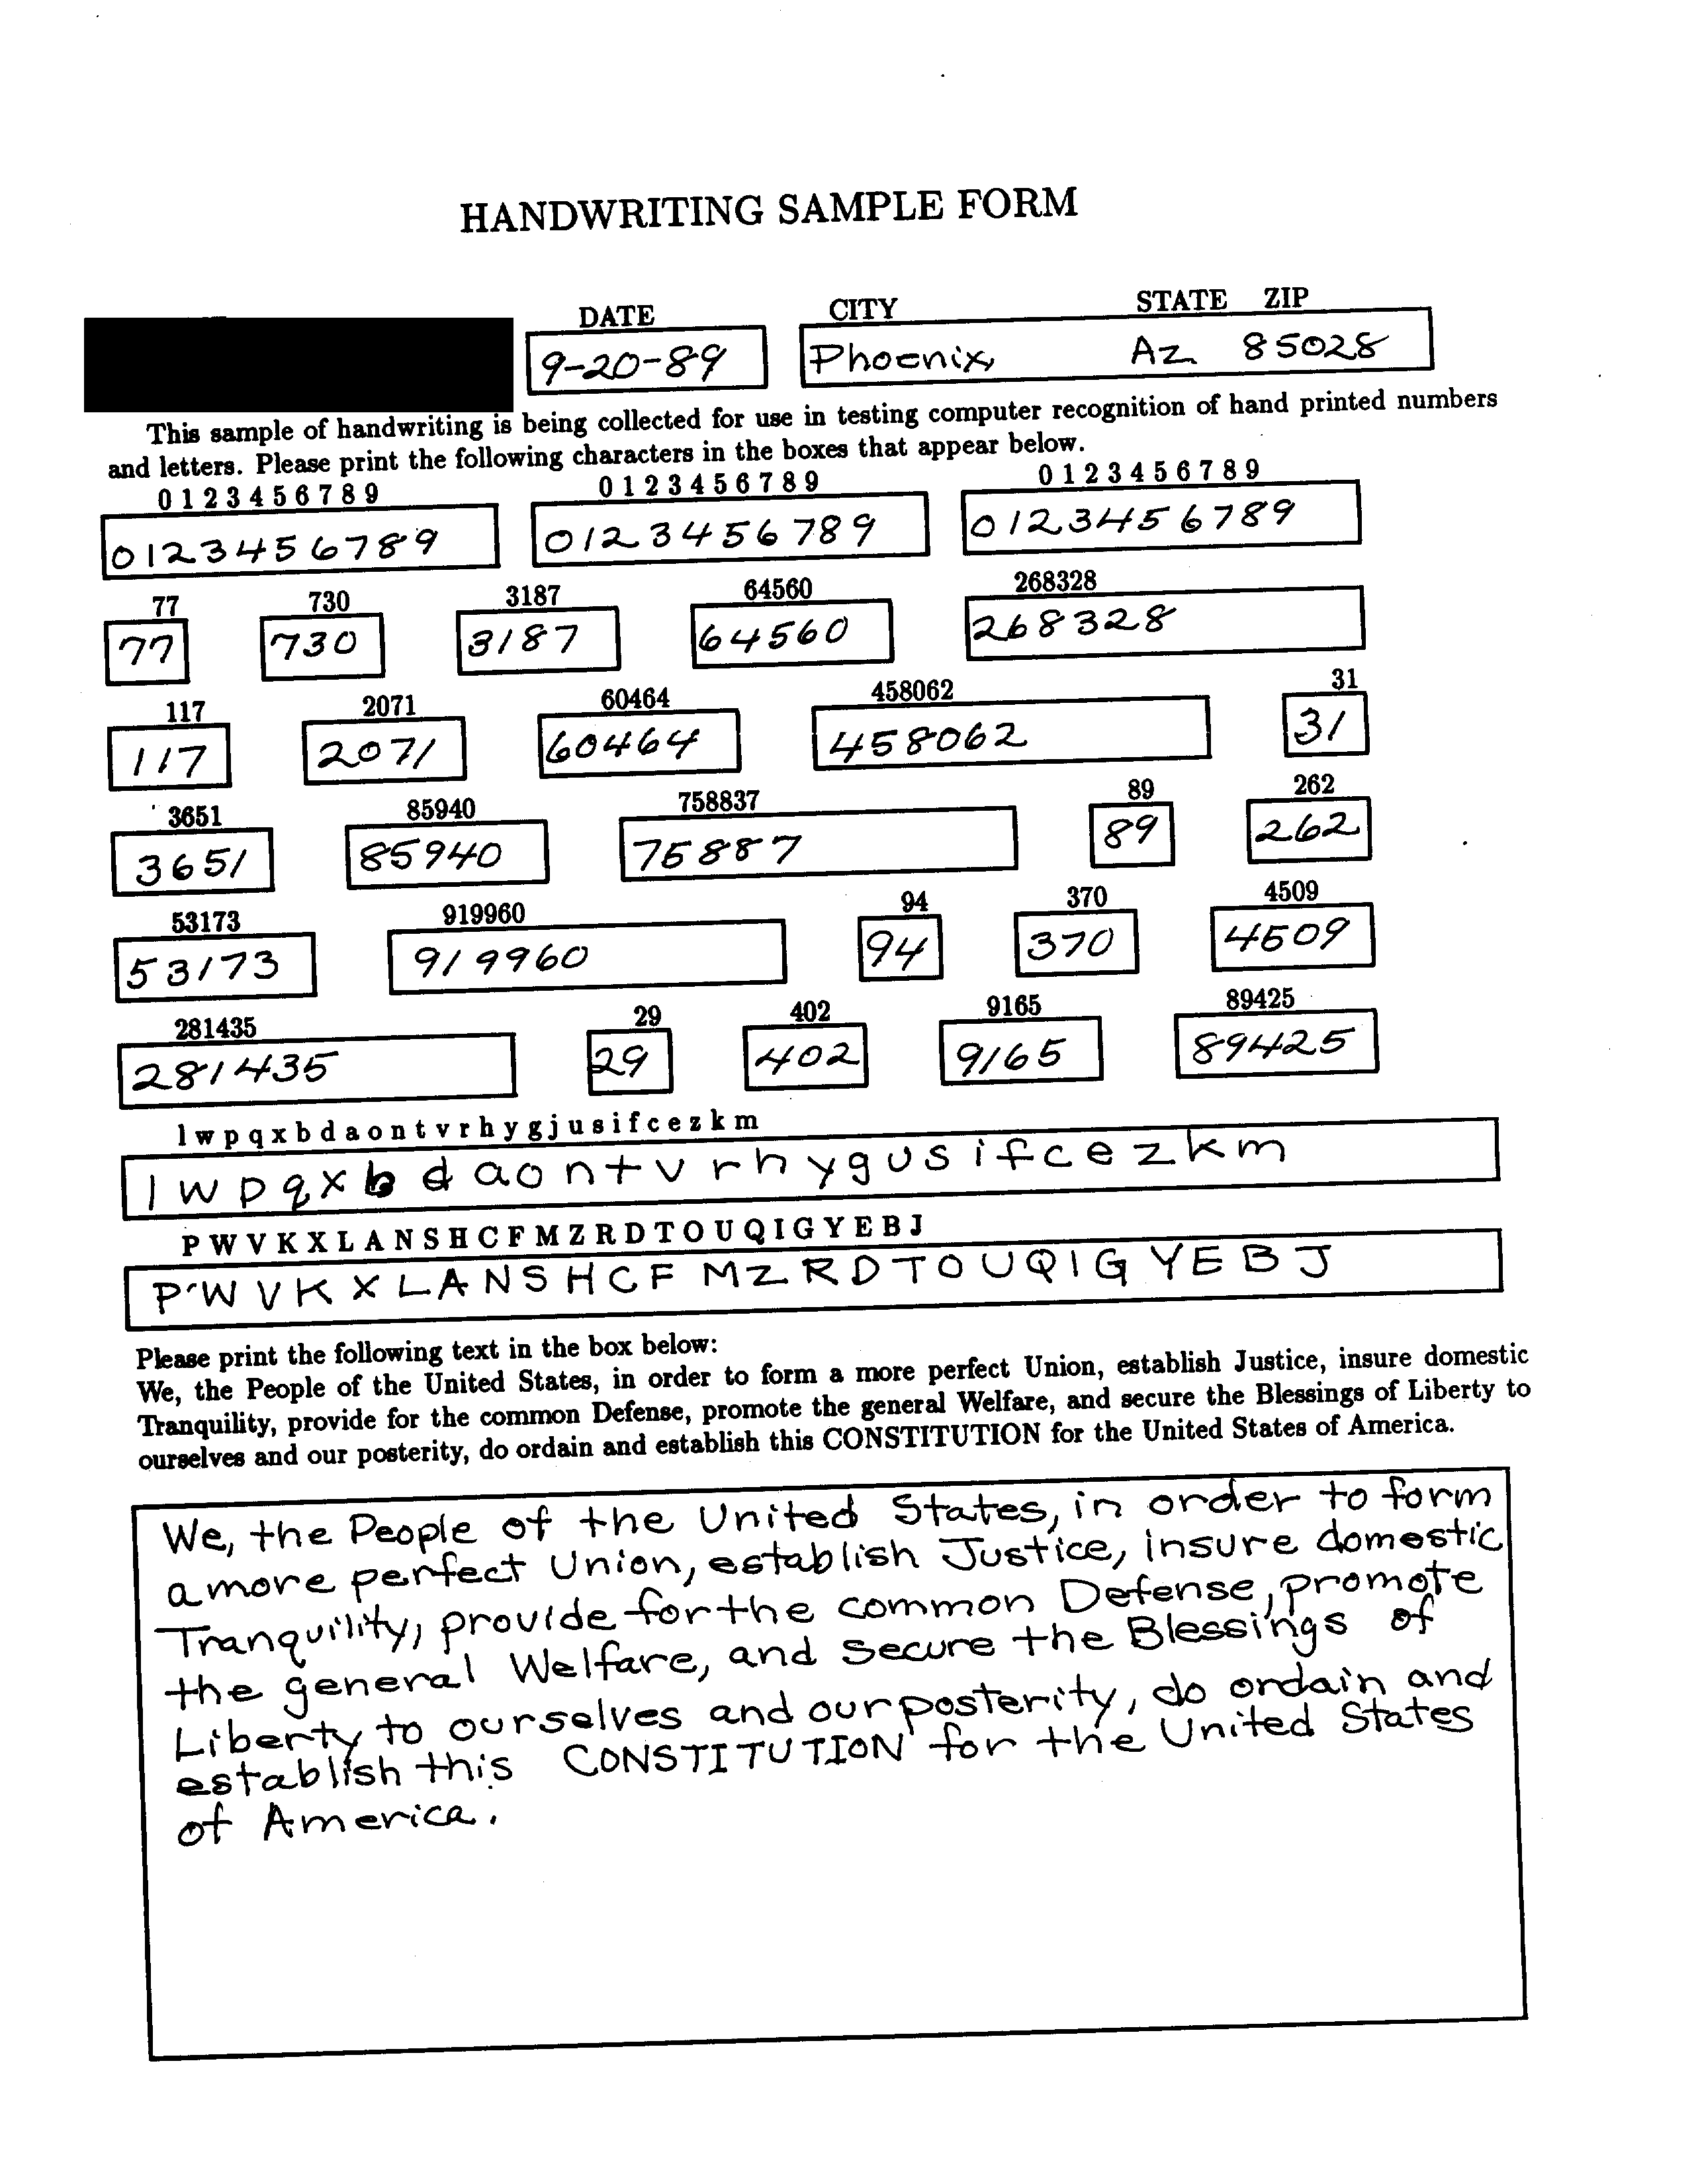 HANDWRITING SAMPLE FORM
DATE CITY STATE ZIP
9-20-89 Phoenix, Az 85028
This sample of handwriting is being collected for use in testing computer recognition of hand printed numbers
and letters. Please print the following characters in the boxes that appear below.
0 1 2 3 4 5 6 7 8 9 0 1 2 3 4 5 6 7 8 9 0 1 2 3 4 5 6 7 8 9
0123456789 0123456789 0123456789
77 730 3187 64560 268328
77 730 3187 64560 268328
117 2071 60464 458062 31
117 2071 60464 458062 31
3651 85940 758837 89 262
3651 85940 75887 89 262
53173 919960 94 370 4509
53173 919960 94 370 4509
281435 29 402 9165 89425
281435 29 402 9165 89425
l w p q x b d a o n t v r h y g j u s i f c e z k m
l w p q x b d a o n t v r h y g u s i f c e z k m
P W V K X L A N S H C F M Z R D T O U Q I G Y E B J
P W V K X L A N S H C F M Z R D T O U Q I G Y E B J
Please print the following text in the box below:
We, the People of the United States, in order to form a more perfect Union, establish Justice, insure domestic
Tranquility, provide for the common Defense, promote the general Welfare, and secure the Blessings of Liberty to
ourselves and our posterity, do ordain and establish this CONSTITUTION for the United States of America.
We, the People of the United States, in order to form
a more perfect Union, establish Justice, insure domestic
Tranquility, provide for the common Defense, promote
the general Welfare, and secure the Blessings of
Liberty to ourselves and our posterity, do ordain and
establish this CONSTITUTION for the United States
of America.